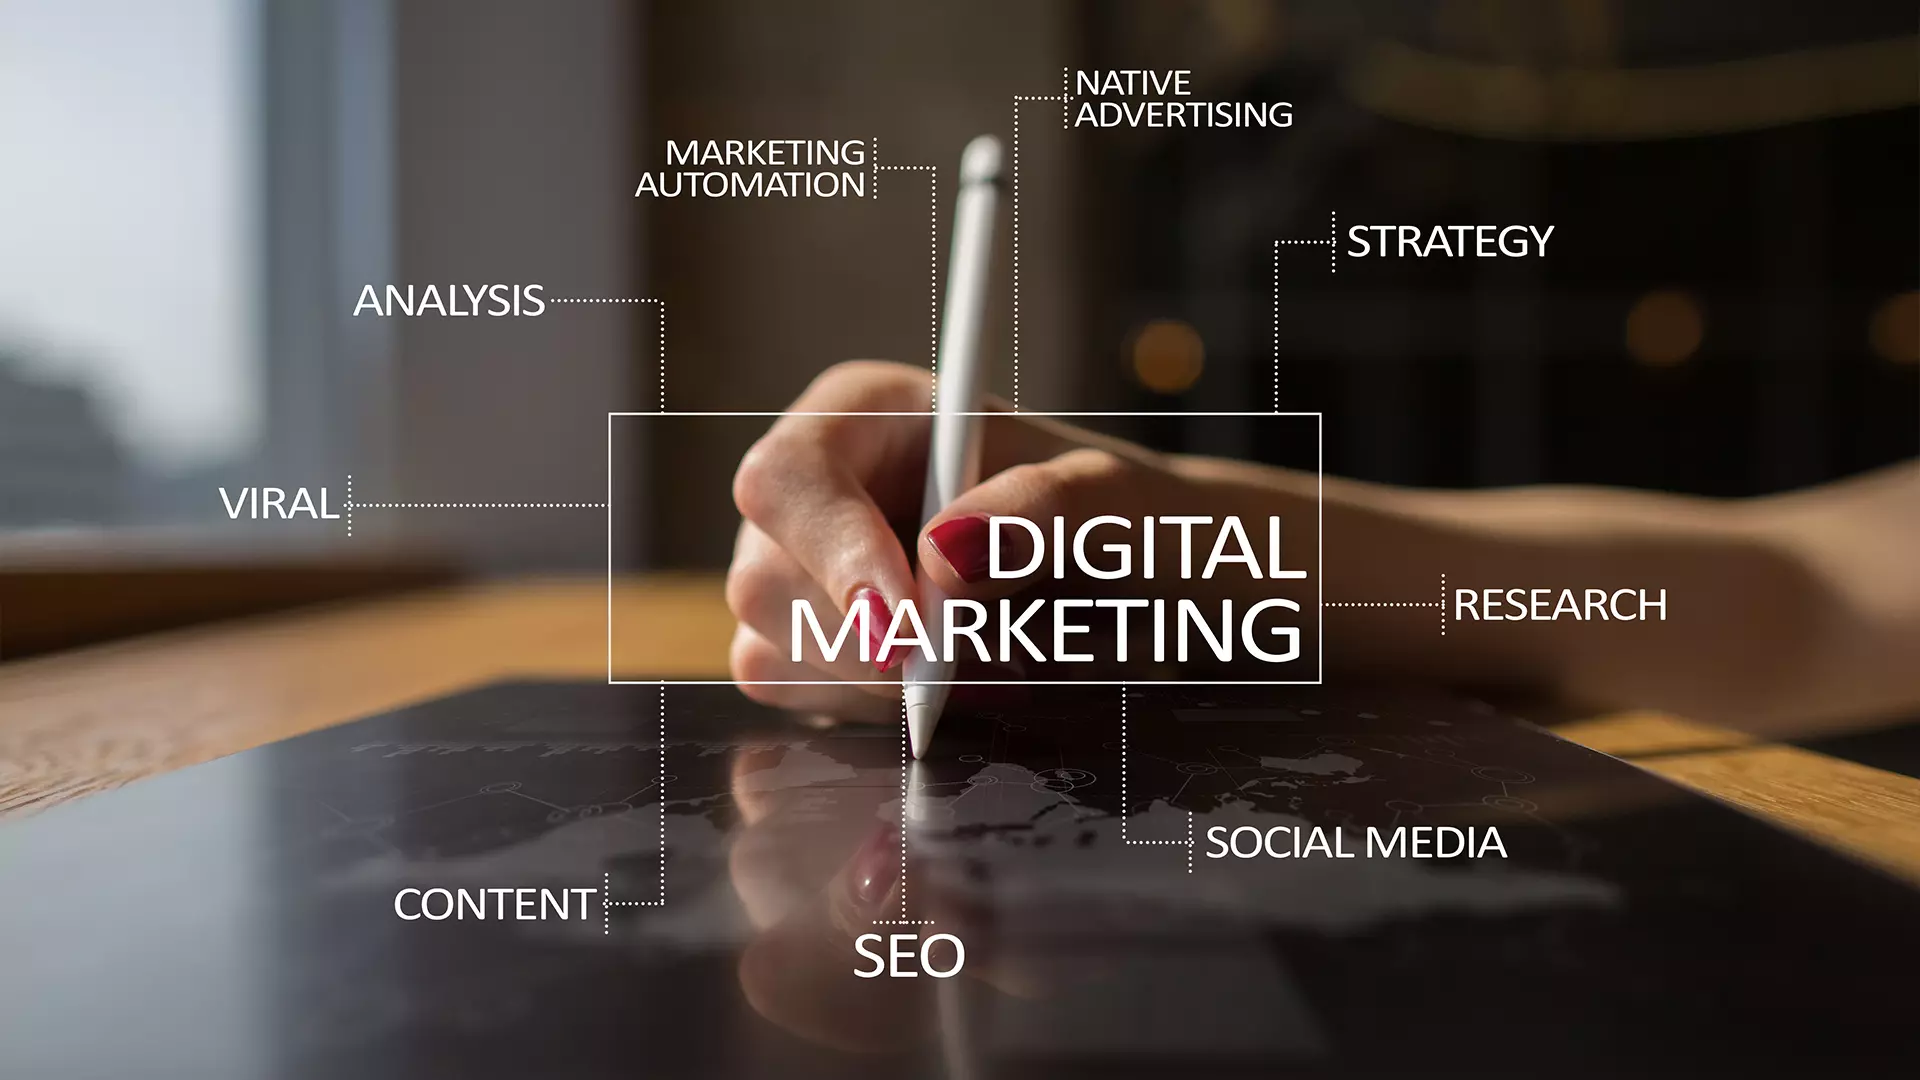 NATIVE
ADVERTISING
MARKETING
AUTOMATION
STRATEGY
ANALYSIS
VIRAL
DIGITAL
MARKETING
RESEARCH
SOCIAL MEDIA
CONTENT
SEO